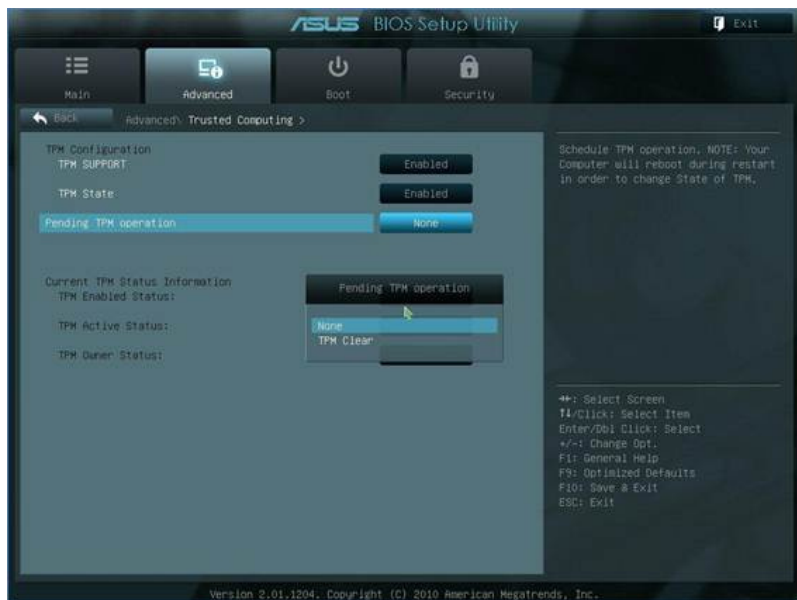 ASUS BIOS Setup Utility
Exit
Main
Advanced
Boot
Security
Back
Advanced\ Trusted Computing >
TPM Configuration
TPM SUPPORT
Enabled
TPM State
Enabled
Pending TPM operation
None
Current TPM Status Information
TPM Enabled Status:
TPM Active Status:
TPM Owner Status:
Pending TPM operation
None
TPM Clear
Schedule TPM operation. NOTE: Your
Computer will reboot during restart
in order to change State of TPM.
→←: Select Screen
↑↓/Click: Select Item
Enter/Dbl Click: Select
+/-: Change Opt.
F1: General Help
F9: Optimized Defaults
F10: Save & Exit
ESC: Exit
Version 2.01.1204. Copyright (C) 2010 American Megatrends, Inc.